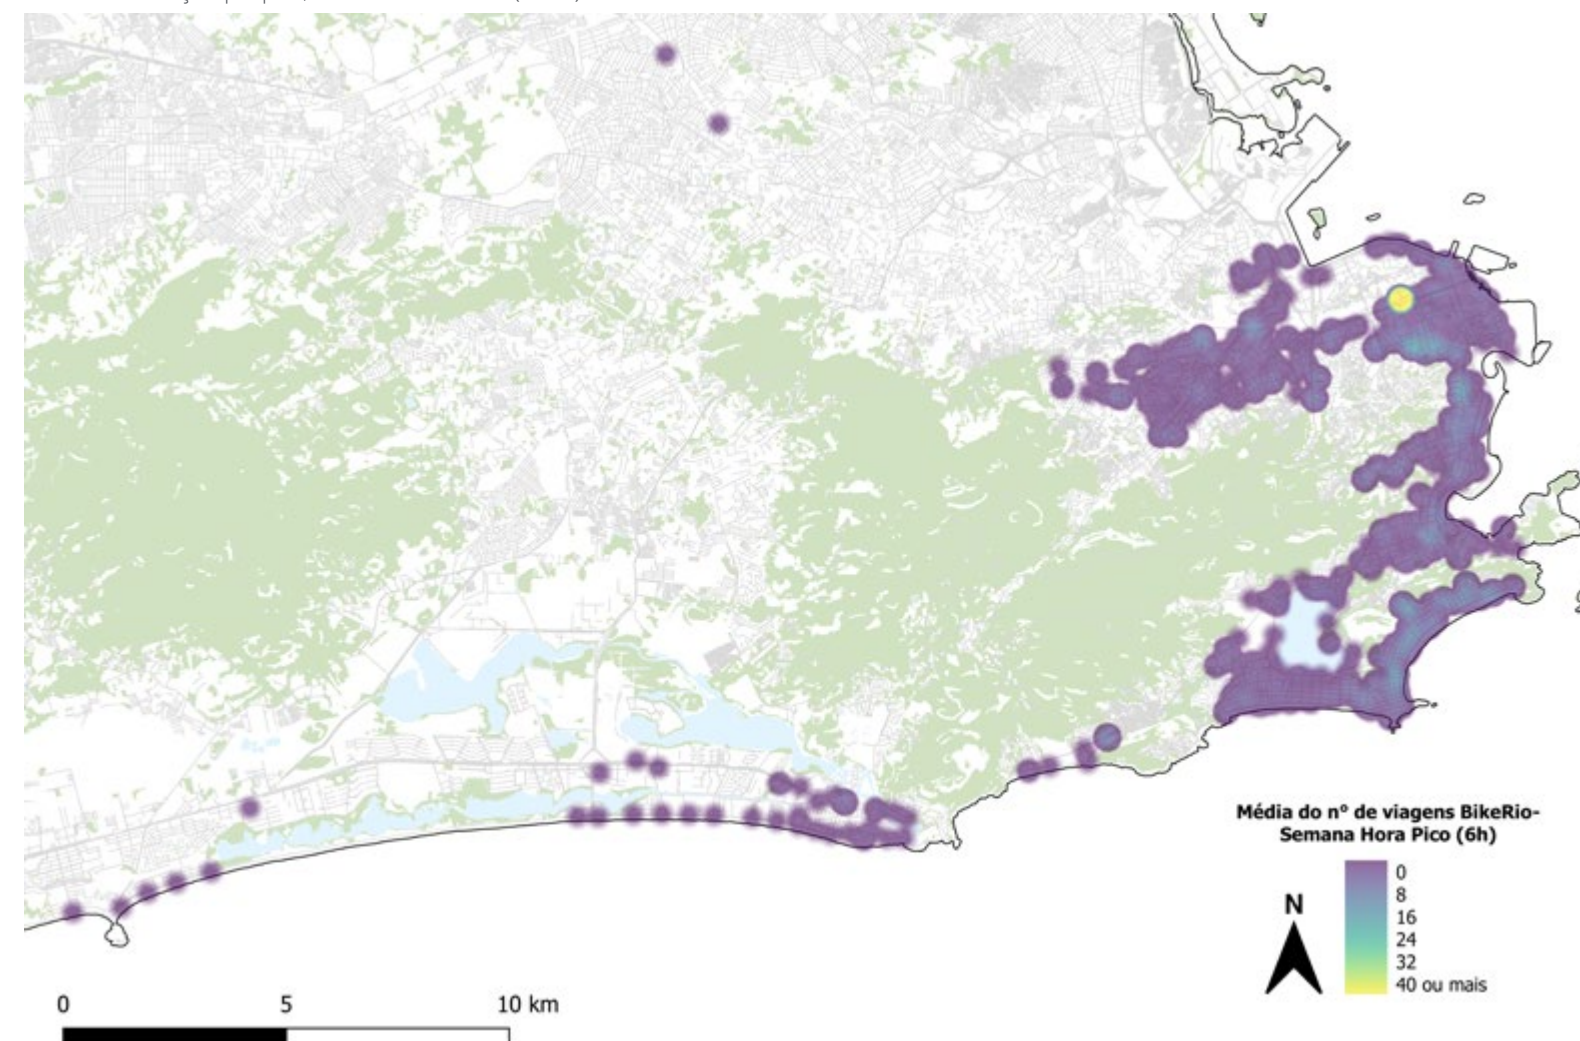 Média do nº de viagens BikeRio-
Semana Hora Pico (6h)
0
8
16
24
32
40 ou mais
N
0 5 10 km